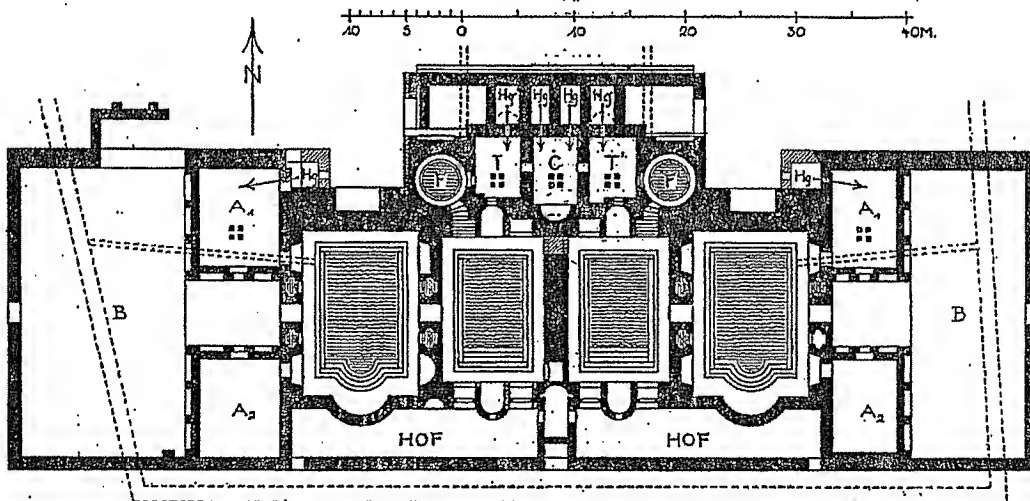 10 5 0 10 20 30 40M.
N
Hg Hg Hg Hg
T C T
F F
Hg Hg
A1 A1
B B
A2 A2
HOF HOF